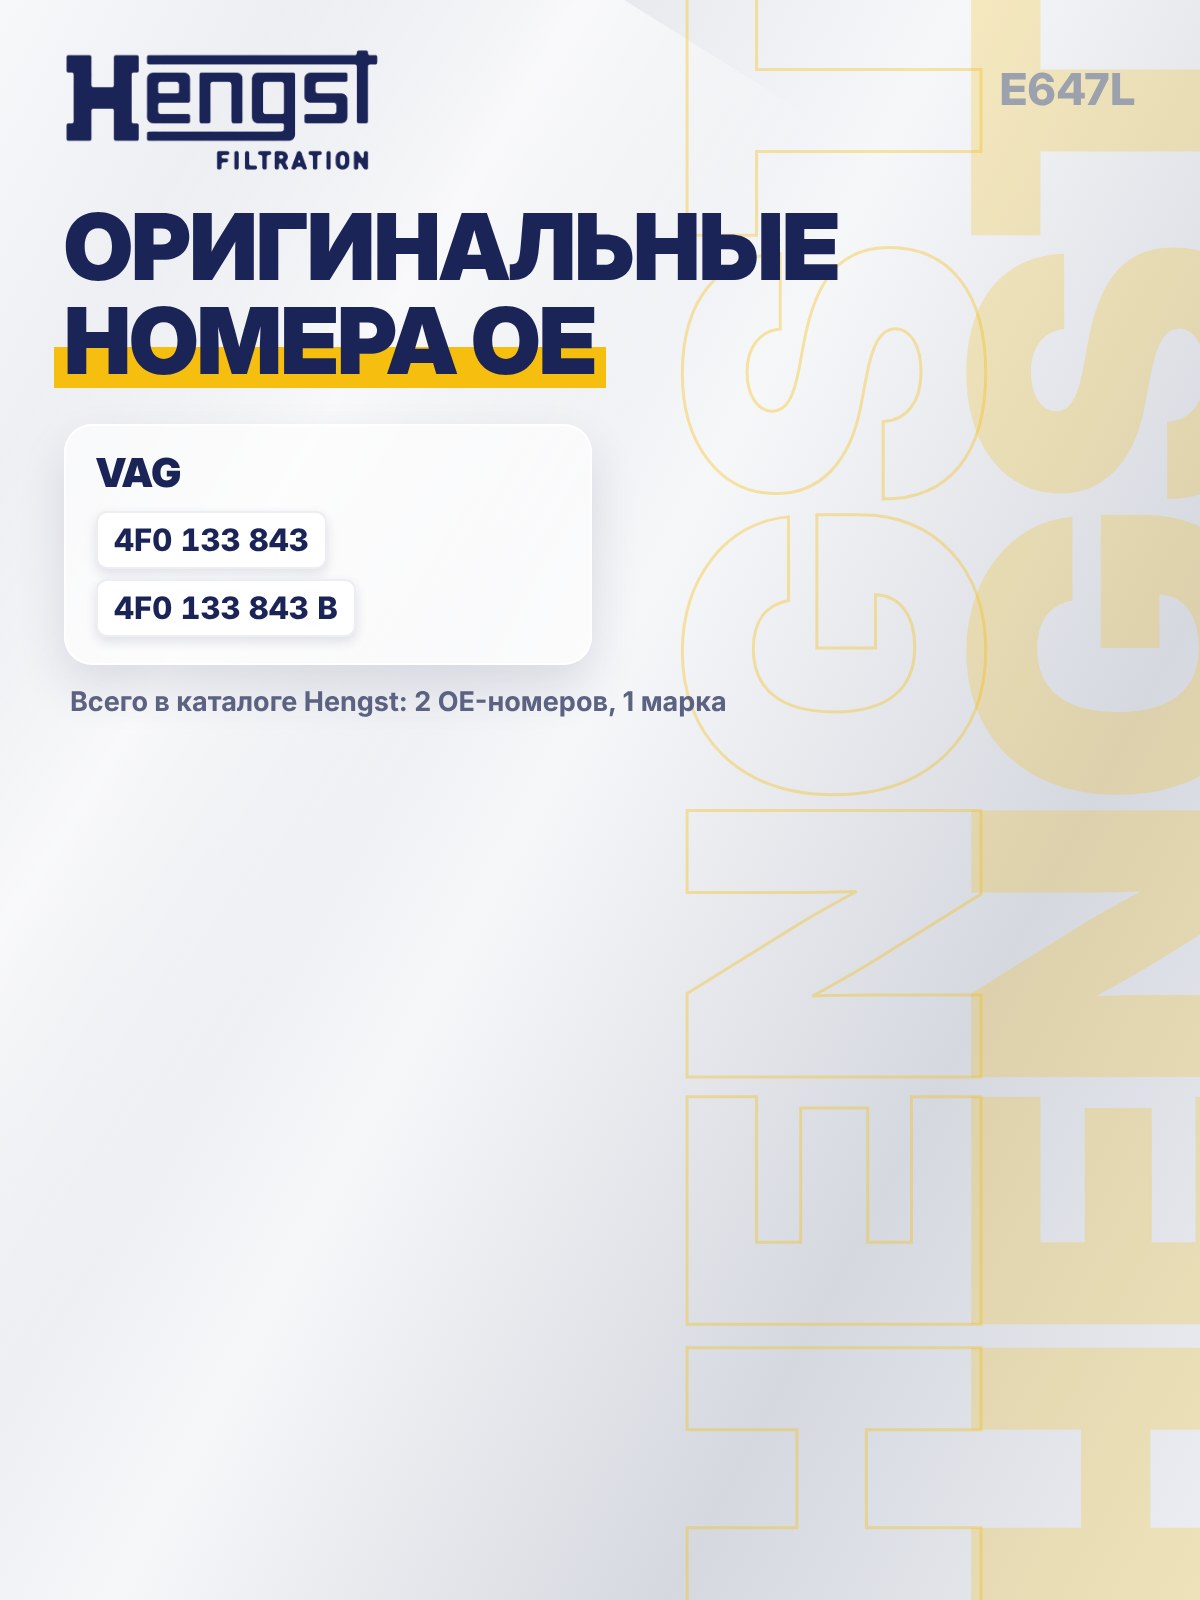 Hengst
FILTRATION
E647L
ОРИГИНАЛЬНЫЕ
НОМЕРА OE
VAG
4F0 133 843
4F0 133 843 B
Всего в каталоге Hengst: 2 OE-номеров, 1 марка
HENGST
HENGST